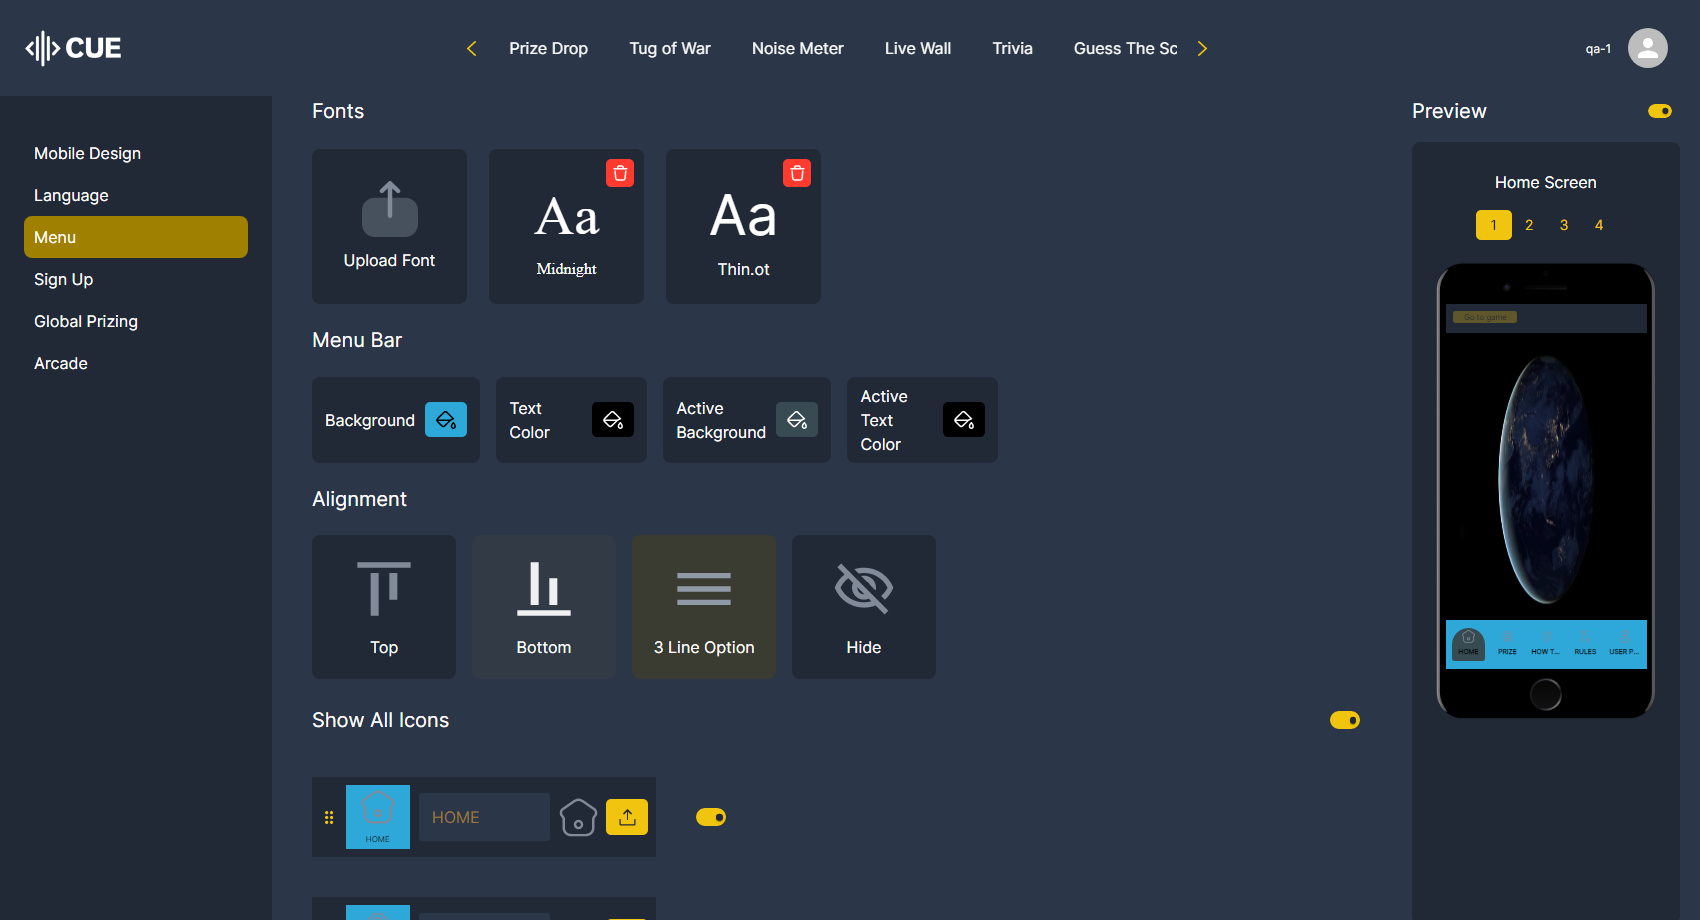 CUE
Prize Drop
Tug of War
Noise Meter
Live Wall
Trivia
Guess The Sc
qa-1
Mobile Design
Language
Menu
Sign Up
Global Prizing
Arcade
Fonts
Upload Font
Aa
Midnight
Aa
Thin.ot
Menu Bar
Background
Text
Color
Active
Background
Active
Text
Color
Alignment
Top
Bottom
3 Line Option
Hide
Show All Icons
HOME
HOME
Preview
Home Screen
1 2 3 4
Go to game
HOME PRIZE HOW T... RULES USER P...